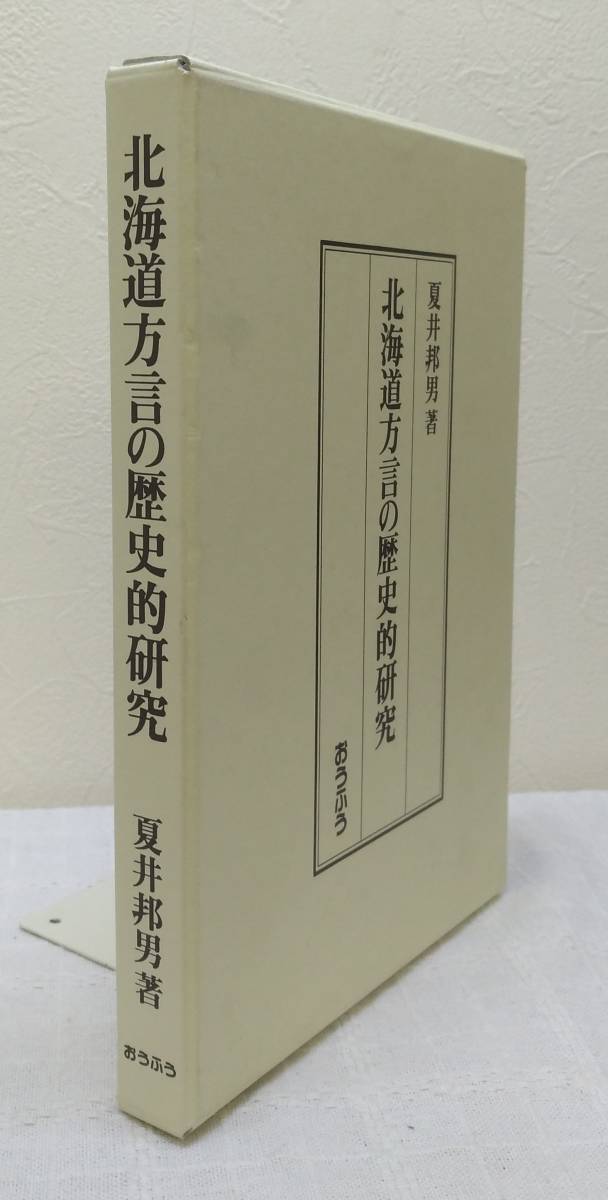 北海道方言の歴史的研究
夏井邦男著
おうふう
夏井邦男著
北海道方言の歴史的研究
おうふう